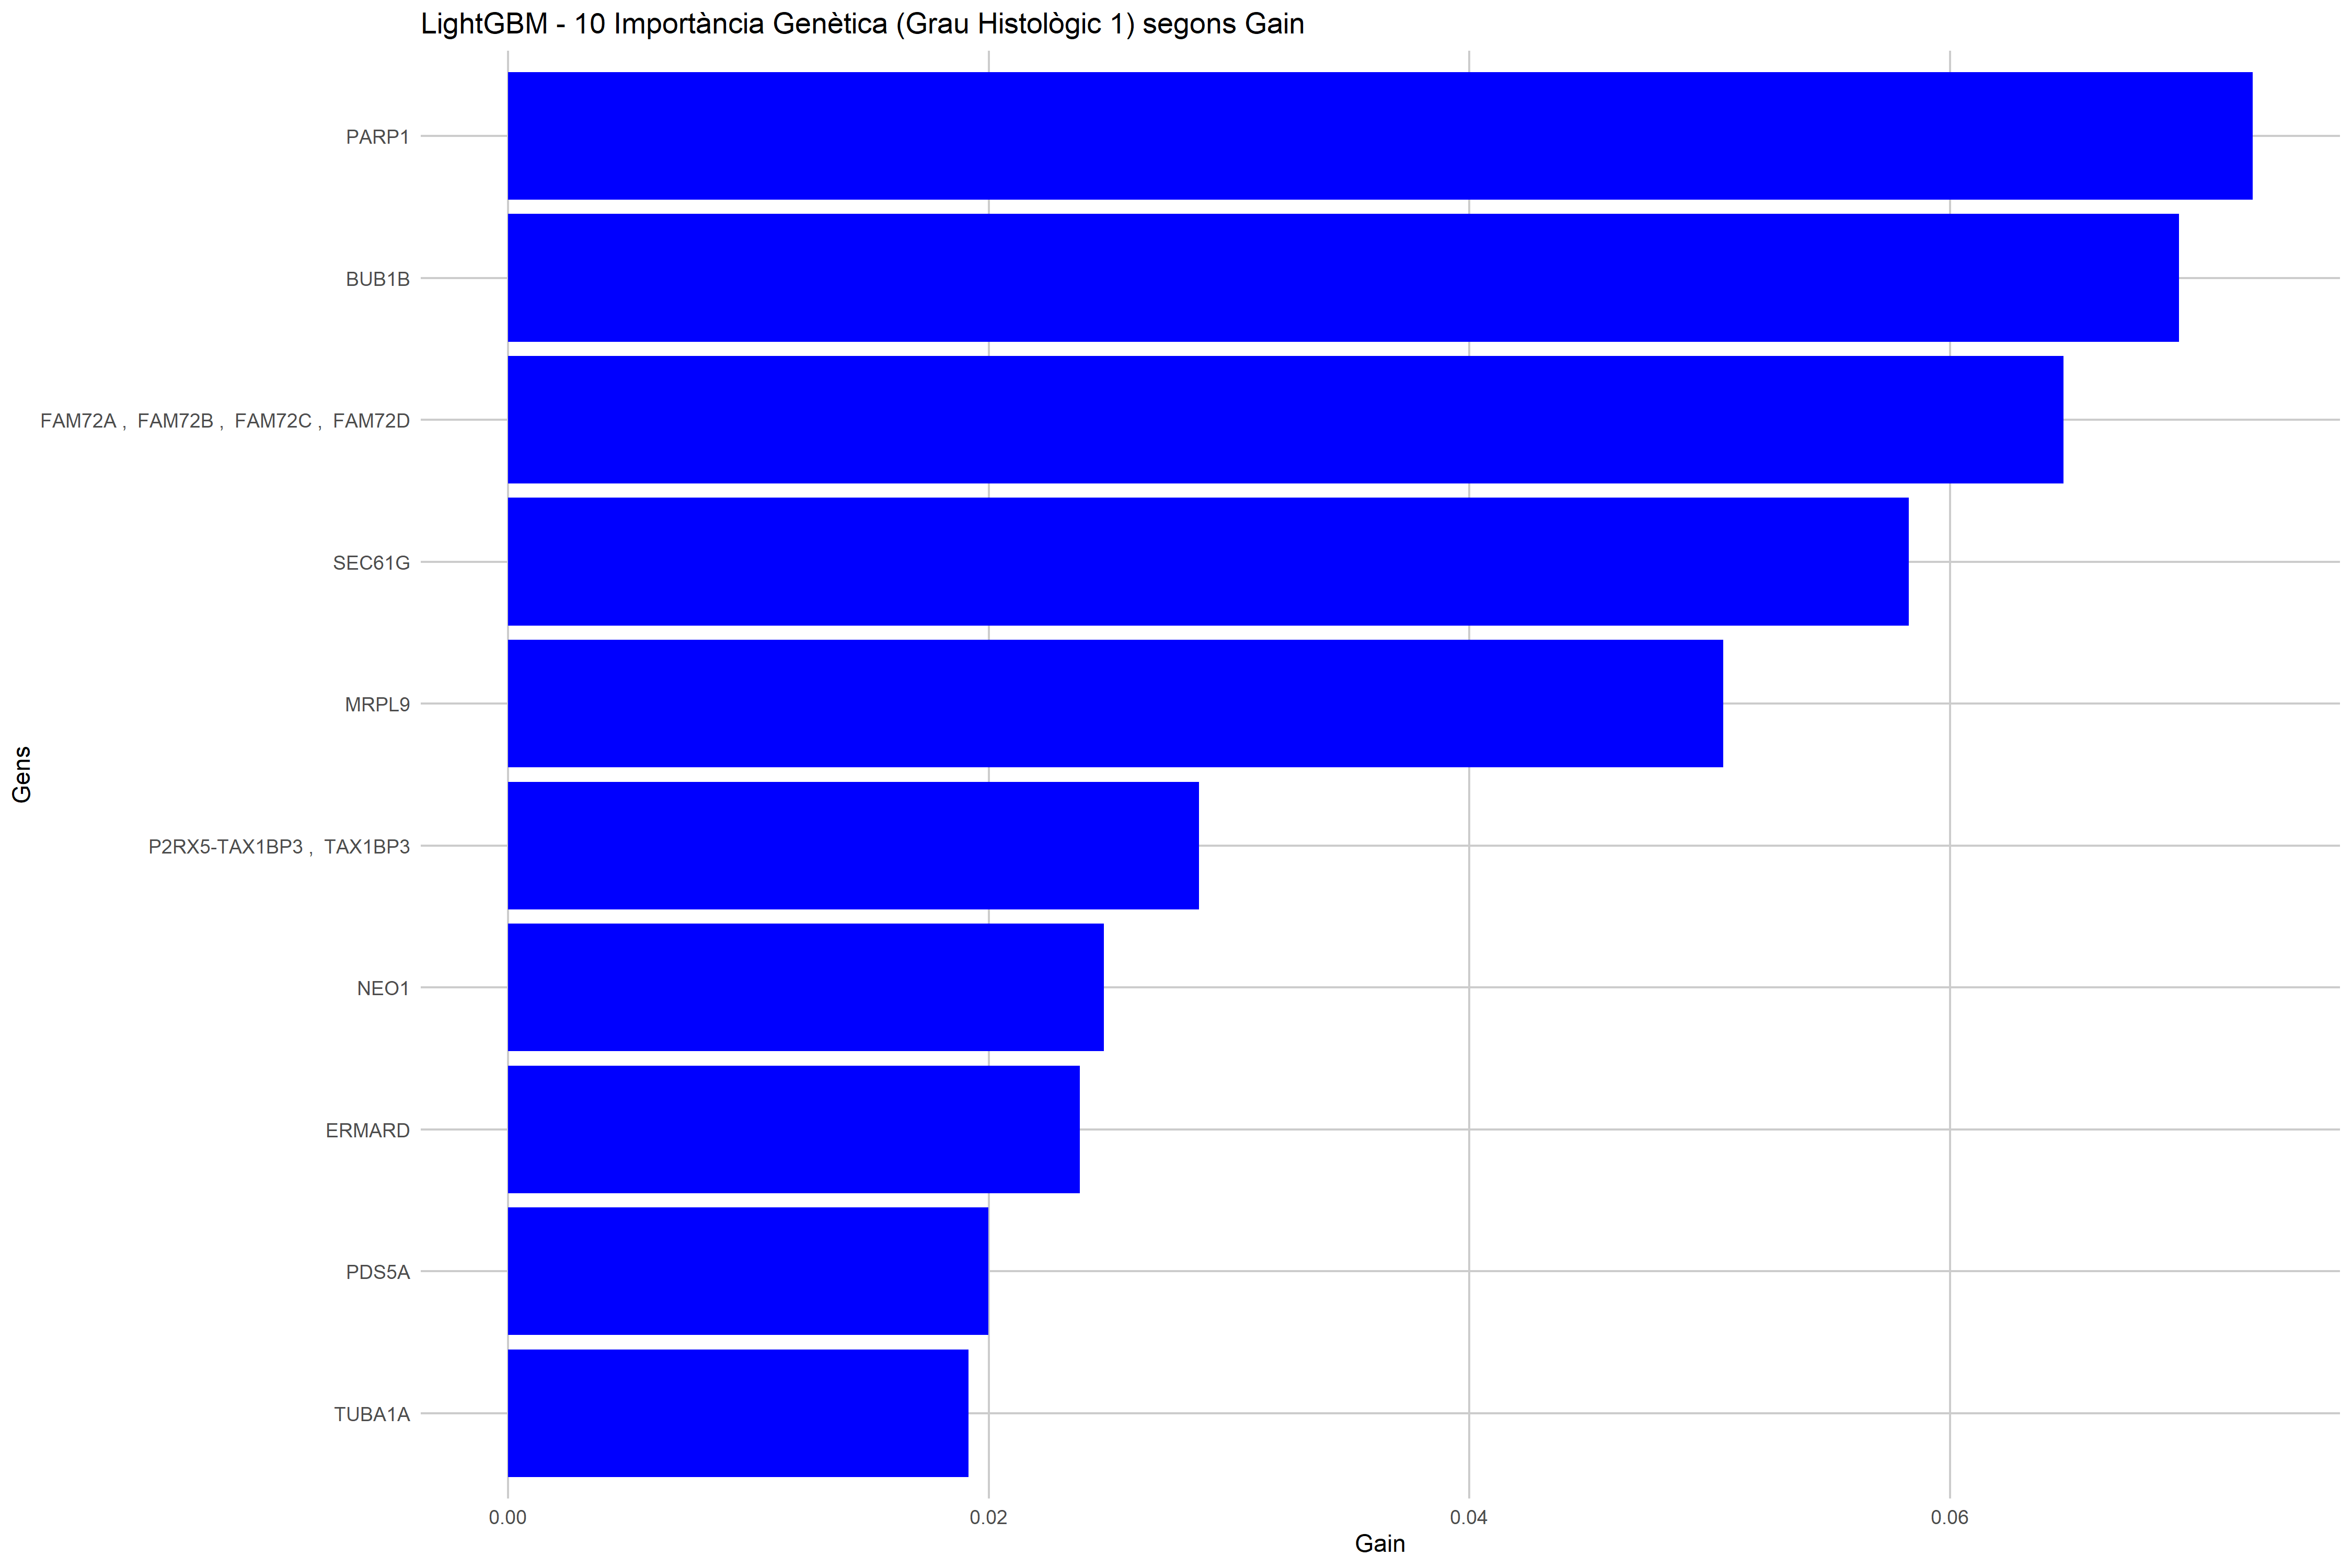 LightGBM - 10 Importància Genètica (Grau Histològic 1) segons Gain
PARP1
BUB1B
FAM72A ,  FAM72B ,  FAM72C ,  FAM72D
SEC61G
MRPL9
P2RX5-TAX1BP3 ,  TAX1BP3
NEO1
ERMARD
PDS5A
TUBA1A
Gens
0.00
0.02
0.04
0.06
Gain